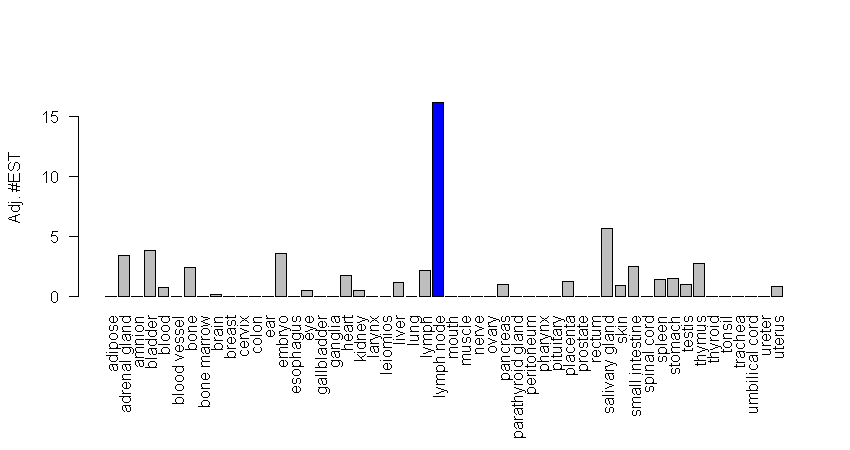 Adj. #EST
15
10
5
0
adipose
adrenal gland
amnion
bladder
blood
blood vessel
bone
bone marrow
brain
breast
cervix
colon
ear
embryo
esophagus
eye
gallbladder
ganglia
heart
kidney
larynx
leiomios
liver
lung
lymph
lymph node
mouth
muscle
nerve
ovary
pancreas
parathyroid gland
peritoneum
pharynx
pituitary
placenta
prostate
rectum
salivary gland
skin
small intestine
spinal cord
spleen
stomach
testis
thymus
thyroid
tonsil
trachea
umbilical cord
ureter
uterus